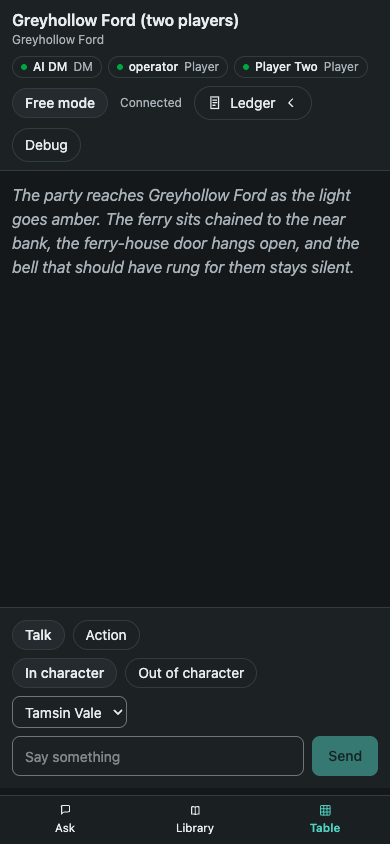 Greyhollow Ford (two players)
Greyhollow Ford
AI DM DM operator Player Player Two Player
Free mode Connected Ledger
Debug
The party reaches Greyhollow Ford as the light
goes amber. The ferry sits chained to the near
bank, the ferry-house door hangs open, and the
bell that should have rung for them stays silent.
Talk Action
In character Out of character
Tamsin Vale
Say something Send
Ask Library Table